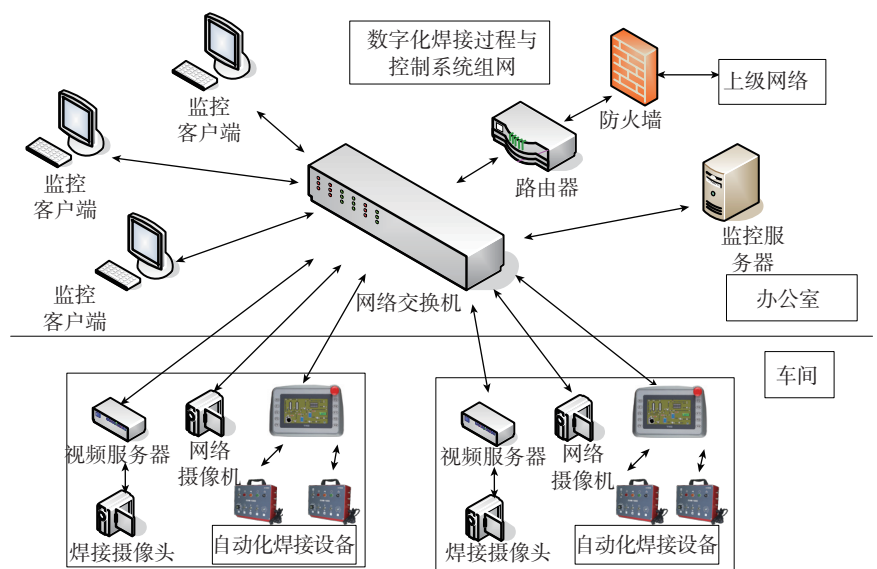 数字化焊接过程与
控制系统组网
监控
客户端
防火墙
上级网络
监控
客户端
路由器
监控服
务器
监控
客户端
网络交换机
办公室
车间
视频服务器
网络
摄像机
焊接摄像头
自动化焊接设备
视频服务器
网络
摄像机
焊接摄像头
自动化焊接设备